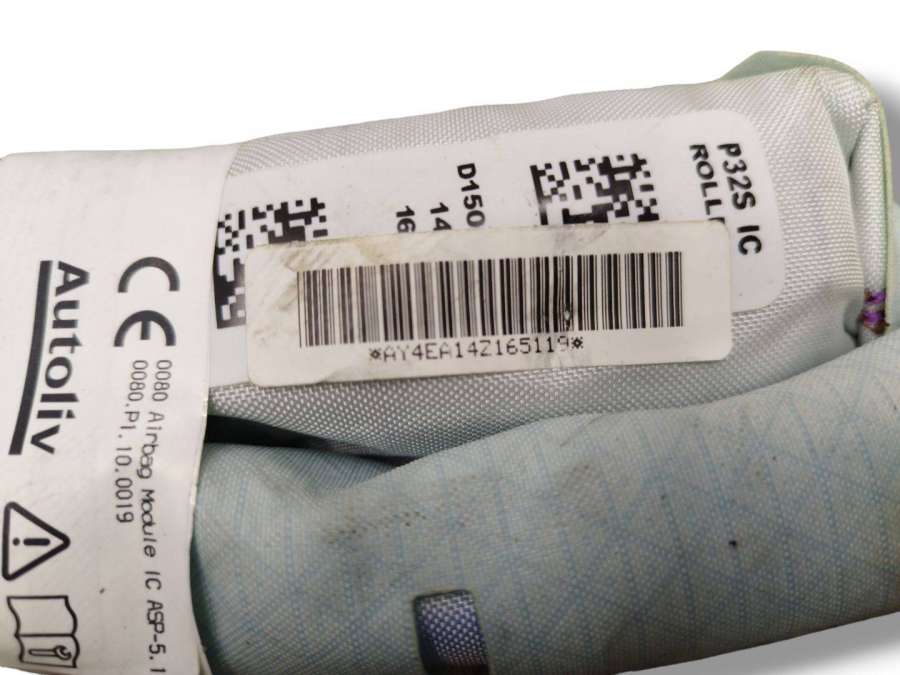 Autoliv
CE
0080 Airbag Module IC ASP-5.1
0080.P1.10.0019
P32S IC
D150
14
16
*AY4EA14Z165119*